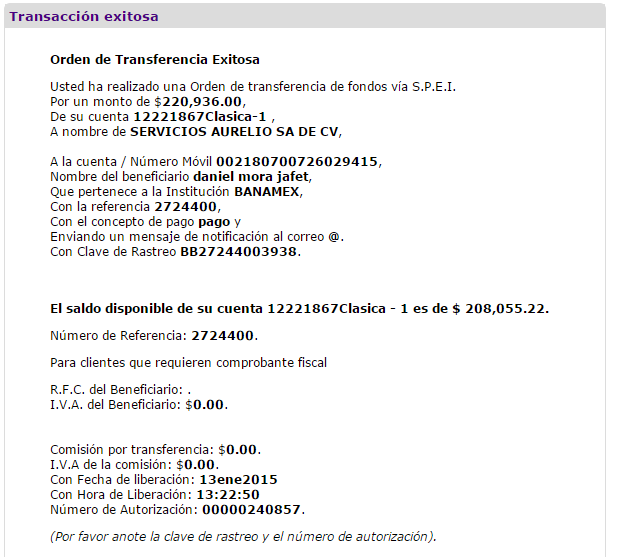 Transacción exitosa
Orden de Transferencia Exitosa
Usted ha realizado una Orden de transferencia de fondos vía S.P.E.I.
Por un monto de $220,936.00,
De su cuenta 12221867Clasica-1 ,
A nombre de SERVICIOS AURELIO SA DE CV,
A la cuenta / Número Móvil 002180700726029415,
Nombre del beneficiario daniel mora jafet,
Que pertenece a la Institución BANAMEX,
Con la referencia 2724400,
Con el concepto de pago pago y
Enviando un mensaje de notificación al correo @.
Con Clave de Rastreo BB27244003938.
El saldo disponible de su cuenta 12221867Clasica - 1 es de $ 208,055.22.
Número de Referencia: 2724400.
Para clientes que requieren comprobante fiscal
R.F.C. del Beneficiario: .
I.V.A. del Beneficiario: $0.00.
Comisión por transferencia: $0.00.
I.V.A de la comisión: $0.00.
Con Fecha de liberación: 13ene2015
Con Hora de Liberación: 13:22:50
Número de Autorización: 00000240857.
(Por favor anote la clave de rastreo y el número de autorización).